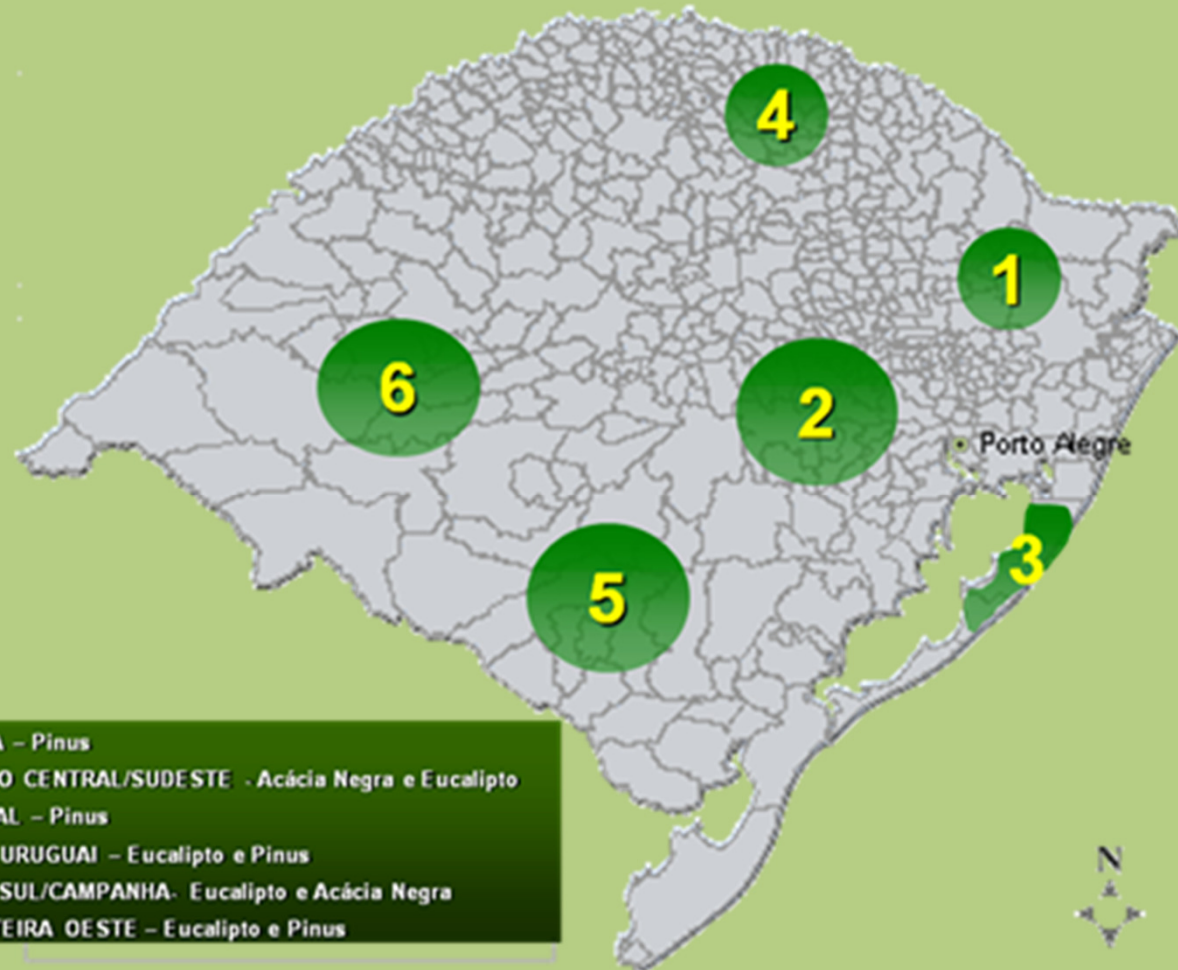 4
1
6
2
Porto Alegre
3
5
A – Pinus
O CENTRAL/SUDESTE - Acácia Negra e Eucalipto
AL – Pinus
URUGUAI – Eucalipto e Pinus
SUL/CAMPANHA- Eucalipto e Acácia Negra
TEIRA OESTE – Eucalipto e Pinus
N